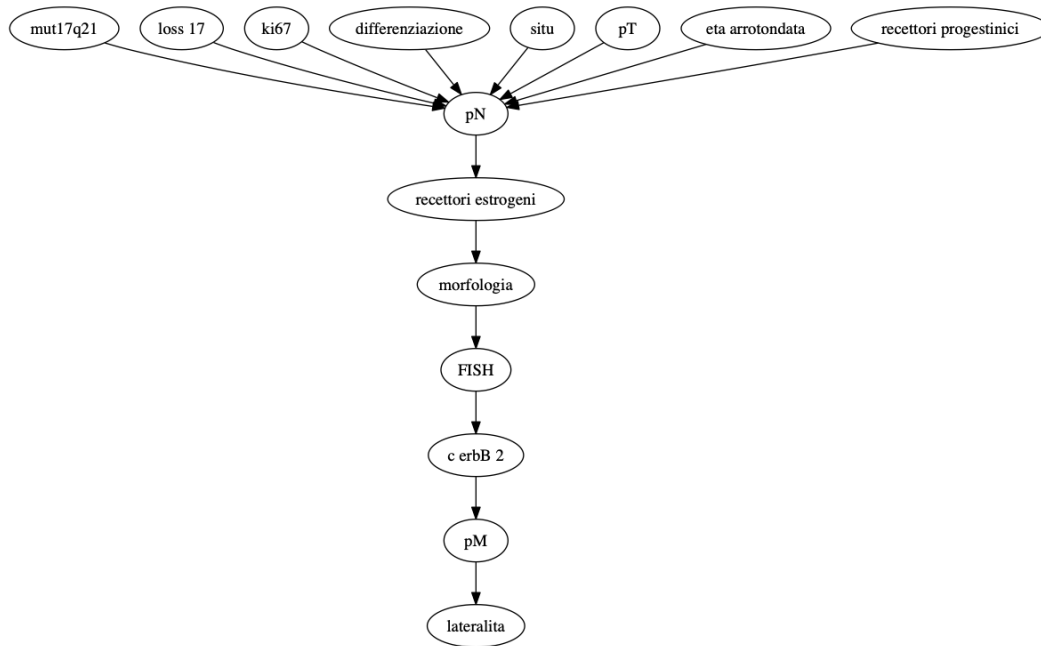 mut17q21
loss 17
ki67
differenziazione
situ
pT
eta arrotondata
recettori progestinici
pN
recettori estrogeni
morfologia
FISH
c erbB 2
pM
lateralita